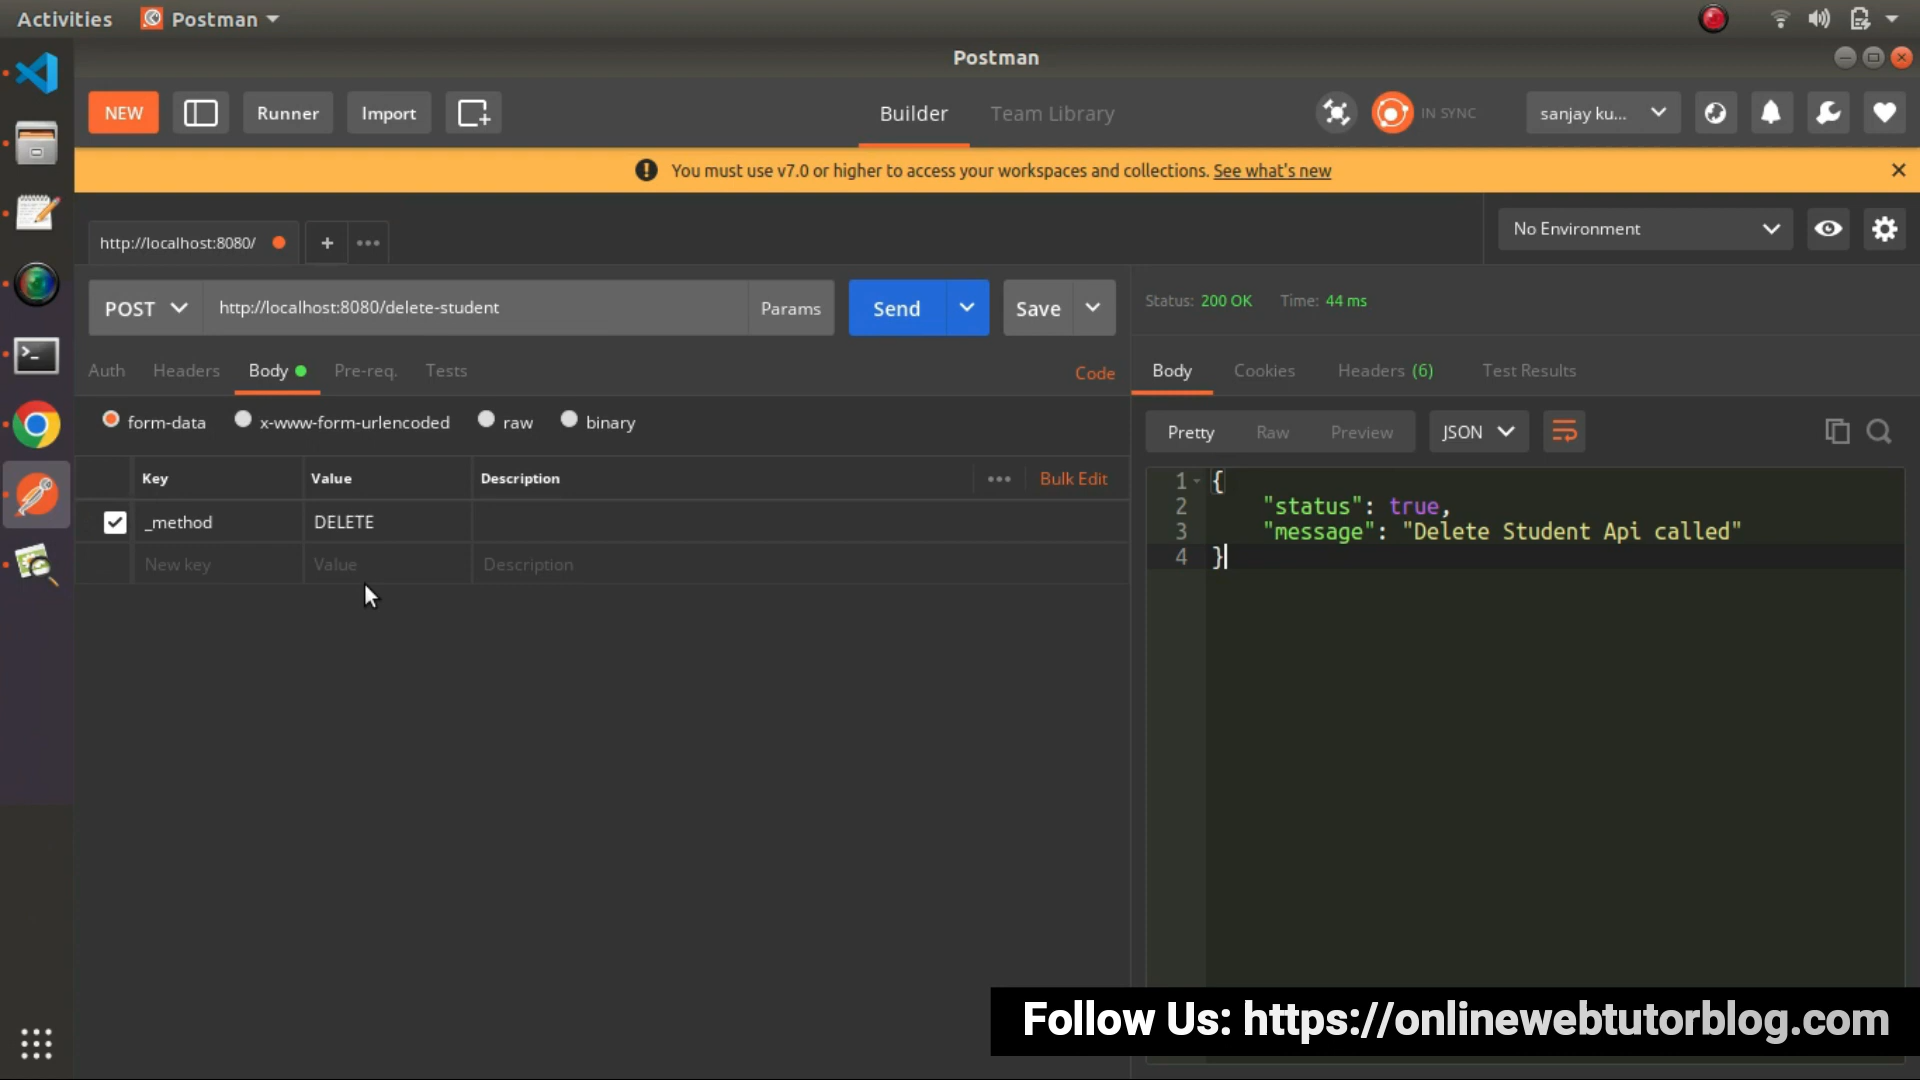 Activities Postman
Postman
NEW Runner Import Builder Team Library IN SYNC sanjay ku...
You must use v7.0 or higher to access your workspaces and collections. See what's new
http://localhost:8080/ + ••• No Environment
POST http://localhost:8080/delete-student Params Send Save Status: 200 OK Time: 44 ms
Auth Headers Body Pre-req. Tests Code Body Cookies Headers (6) Test Results
form-data x-www-form-urlencoded raw binary Pretty Raw Preview JSON
Key Value Description ••• Bulk Edit
_method DELETE
New key Value Description
1 {
2 "status": true,
3 "message": "Delete Student Api called"
4 }
Follow Us: https://onlinewebtutorblog.com